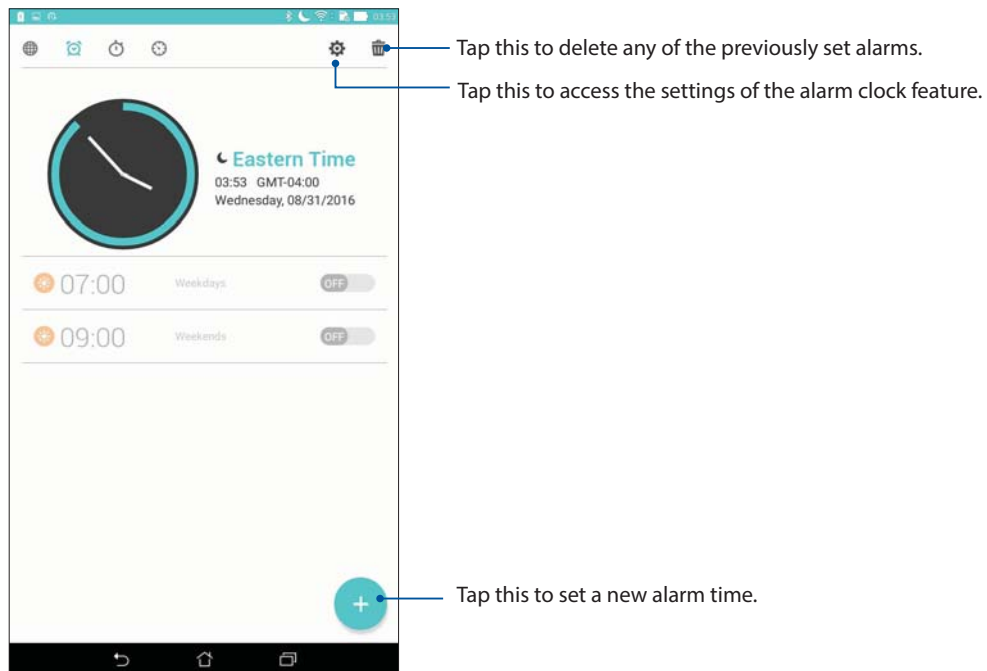 03:53
Tap this to delete any of the previously set alarms.
Tap this to access the settings of the alarm clock feature.
Eastern Time
03:53 GMT-04:00
Wednesday, 08/31/2016
07:00 Weekdays OFF
09:00 Weekends OFF
Tap this to set a new alarm time.